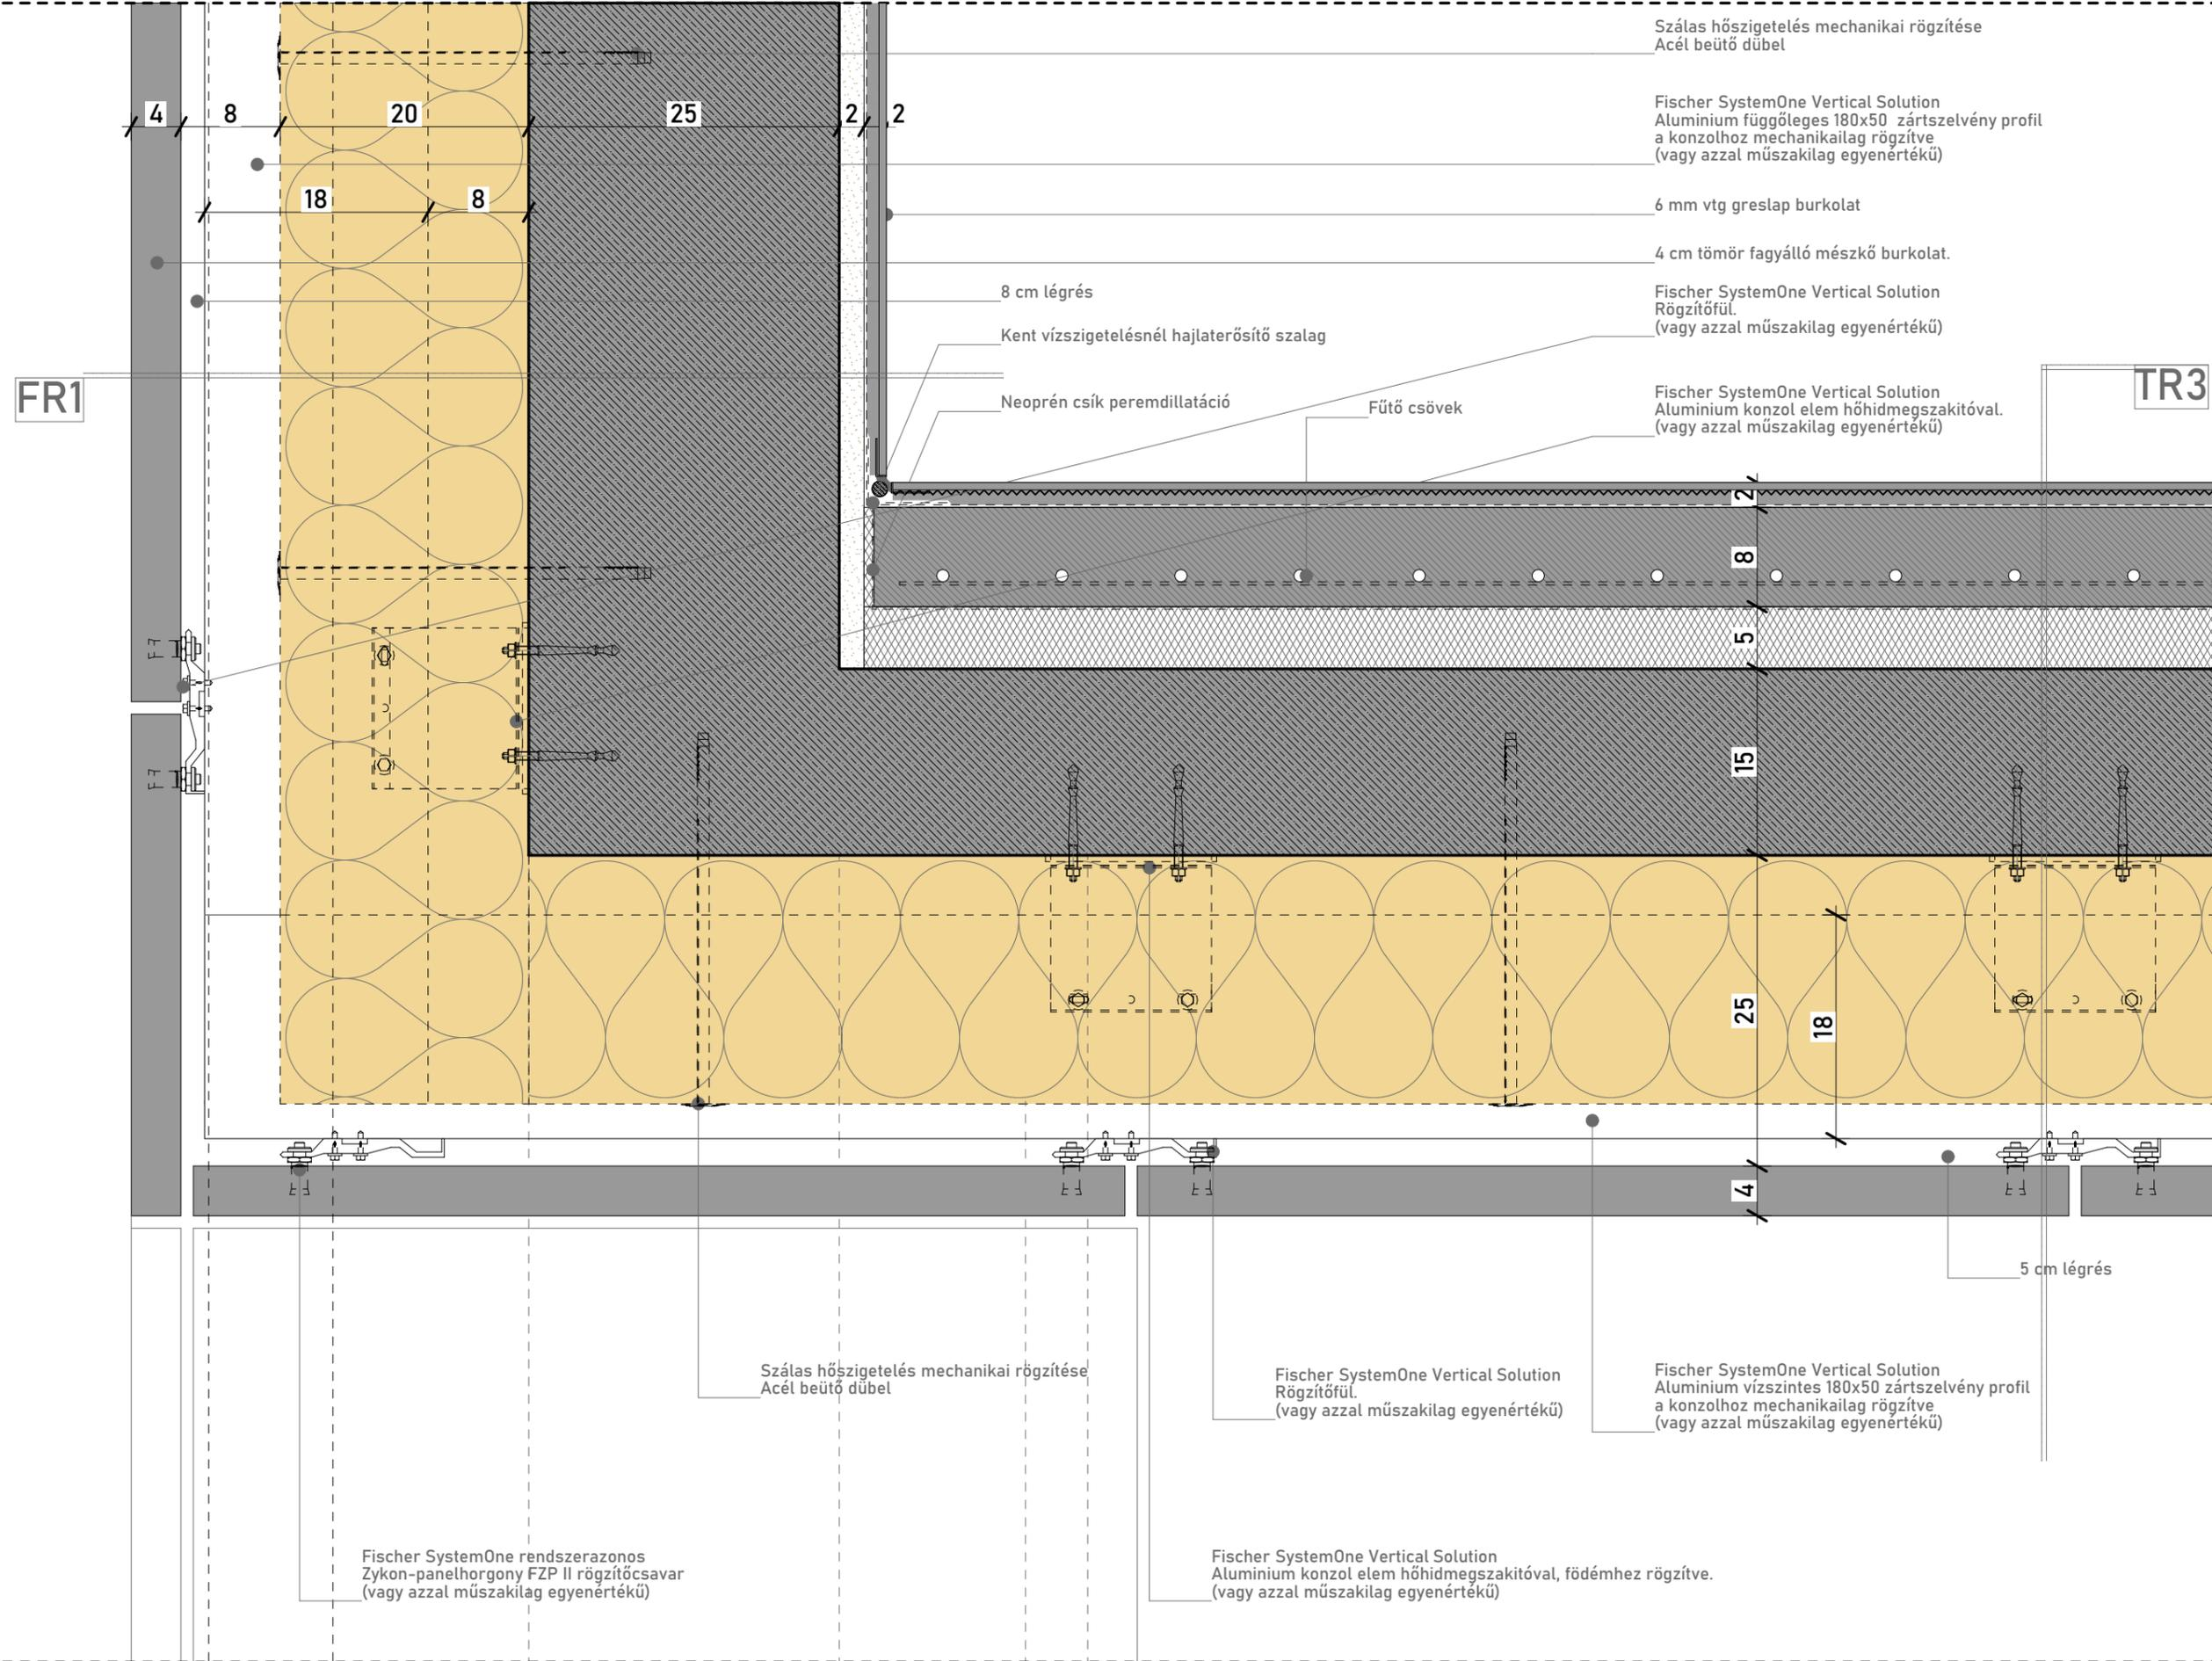 Szálas hőszigetelés mechanikai rögzítése
Acél beütő dübel
4
8
20
25
2
2
Fischer SystemOne Vertical Solution
Aluminium függőleges 180x50 zártszelvény profil
a konzolhoz mechanikailag rögzítve
(vagy azzal műszakilag egyenértékű)
18
8
6 mm vtg greslap burkolat
4 cm tömör fagyálló mészkő burkolat.
8 cm légrés
Fischer SystemOne Vertical Solution
Rögzítőfül.
(vagy azzal műszakilag egyenértékű)
Kent vízszigetelésnél hajlaterősítő szalag
FR1
TR3
Neoprén csík peremdillatáció
Fűtő csövek
Fischer SystemOne Vertical Solution
Aluminium konzol elem hőhidmegszakitóval.
(vagy azzal műszakilag egyenértékű)
2
8
5
15
25
18
4
5 cm légrés
Szálas hőszigetelés mechanikai rögzítése
Acél beütő dübel
Fischer SystemOne Vertical Solution
Rögzítőfül.
(vagy azzal műszakilag egyenértékű)
Fischer SystemOne Vertical Solution
Aluminium vízszintes 180x50 zártszelvény profil
a konzolhoz mechanikailag rögzítve
(vagy azzal műszakilag egyenértékű)
Fischer SystemOne rendszerazonos
Zykon-panelhorgony FZP II rögzítőcsavar
(vagy azzal műszakilag egyenértékű)
Fischer SystemOne Vertical Solution
Aluminium konzol elem hőhidmegszakitóval, födémhez rögzítve.
(vagy azzal műszakilag egyenértékű)